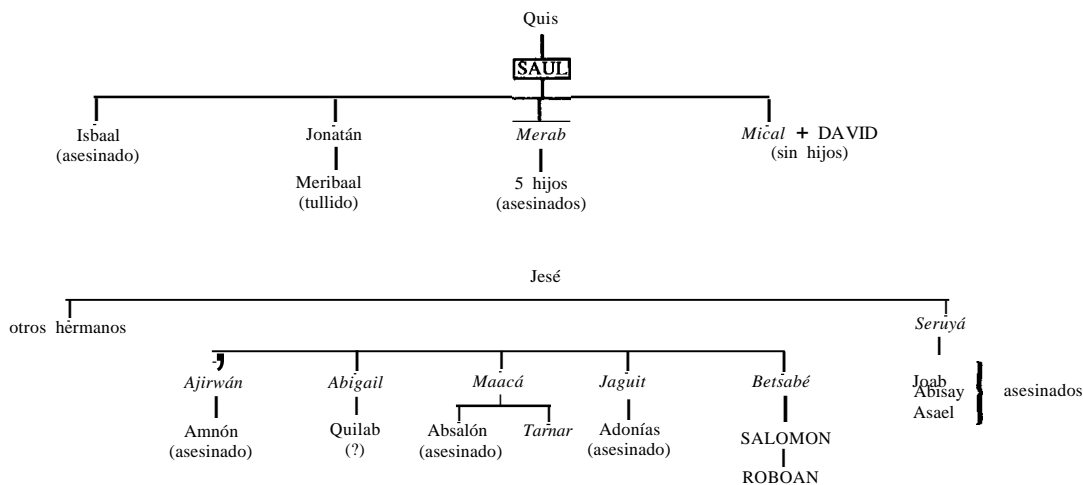 Quis
SAUL
Isbaal
(asesinado)
Jonatán
Merab
Mical + DAVID
(sin hijos)
Meribaal
(tullido)
5 hijos
(asesinados)
Jesé
otros hermanos
Seruyá
Ajirwán
Abigail
Maacá
Jaguit
Betsabé
Joab
Abisay
Asael
asesinados
Amnón
(asesinado)
Quilab
(?)
Absalón
(asesinado)
Tarnar
Adonías
(asesinado)
SALOMON
ROBOAN